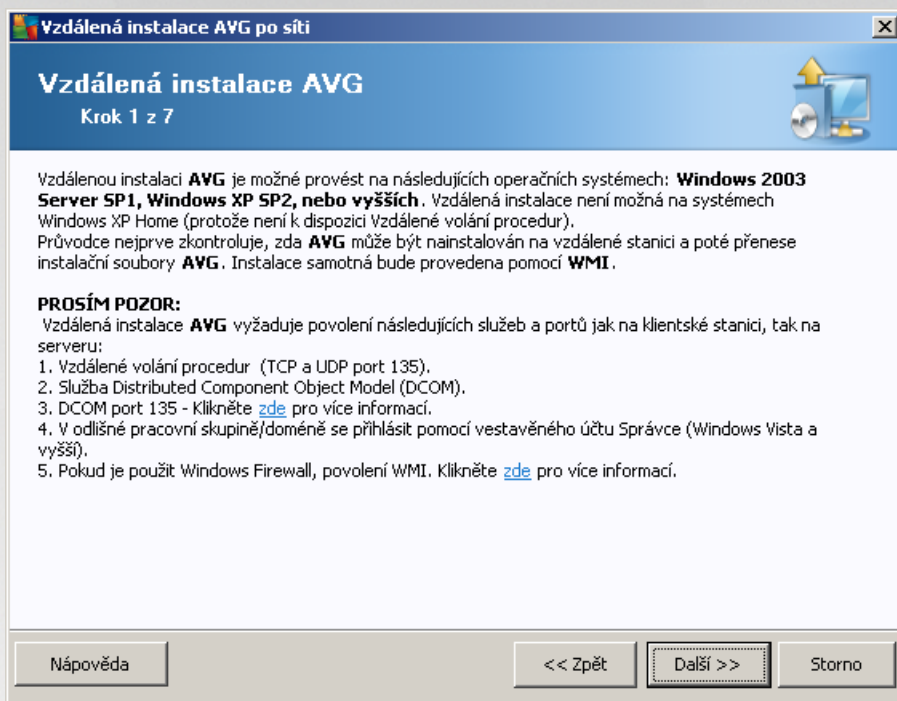 Vzdálená instalace AVG po síti
Vzdálená instalace AVG
Krok 1 z 7
Vzdálenou instalaci AVG je možné provést na následujících operačních systémech: Windows 2003
Server SP1, Windows XP SP2, nebo vyšších. Vzdálená instalace není možná na systémech
Windows XP Home (protože není k dispozici Vzdálené volání procedur).
Průvodce nejprve zkontroluje, zda AVG může být nainstalován na vzdálené stanici a poté přenese
instalační soubory AVG. Instalace samotná bude provedena pomocí WMI.
PROSÍM POZOR:
Vzdálená instalace AVG vyžaduje povolení následujících služeb a portů jak na klientské stanici, tak na
serveru:
1. Vzdálené volání procedur (TCP a UDP port 135).
2. Služba Distributed Component Object Model (DCOM).
3. DCOM port 135 - Klikněte zde pro více informací.
4. V odlišné pracovní skupině/doméně se přihlásit pomocí vestavěného účtu Správce (Windows Vista a
vyšší).
5. Pokud je použit Windows Firewall, povolení WMI. Klikněte zde pro více informací.
Nápověda
<< Zpět
Další >>
Storno